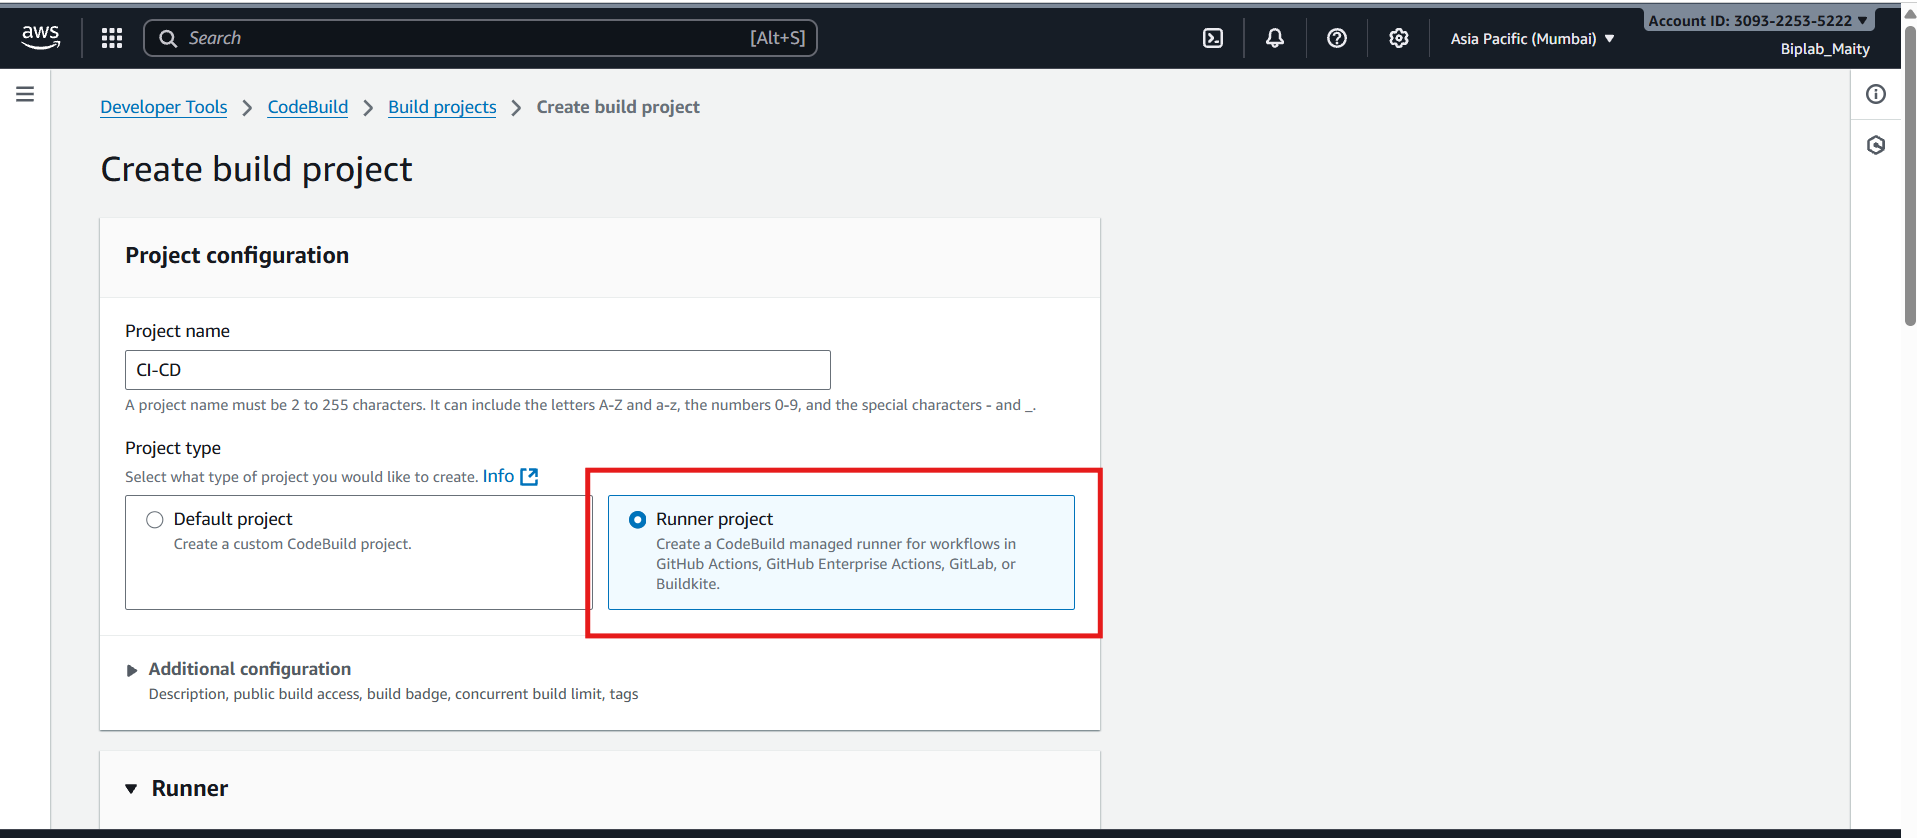 aws
Search [Alt+S]
Asia Pacific (Mumbai)
Account ID: 3093-2253-5222
Biplab_Maity
Developer Tools
CodeBuild
Build projects
Create build project
Create build project
Project configuration
Project name
CI-CD
A project name must be 2 to 255 characters. It can include the letters A-Z and a-z, the numbers 0-9, and the special characters - and _.
Project type
Select what type of project you would like to create. Info
Default project
Create a custom CodeBuild project.
Runner project
Create a CodeBuild managed runner for workflows in
GitHub Actions, GitHub Enterprise Actions, GitLab, or
Buildkite.
Additional configuration
Description, public build access, build badge, concurrent build limit, tags
Runner